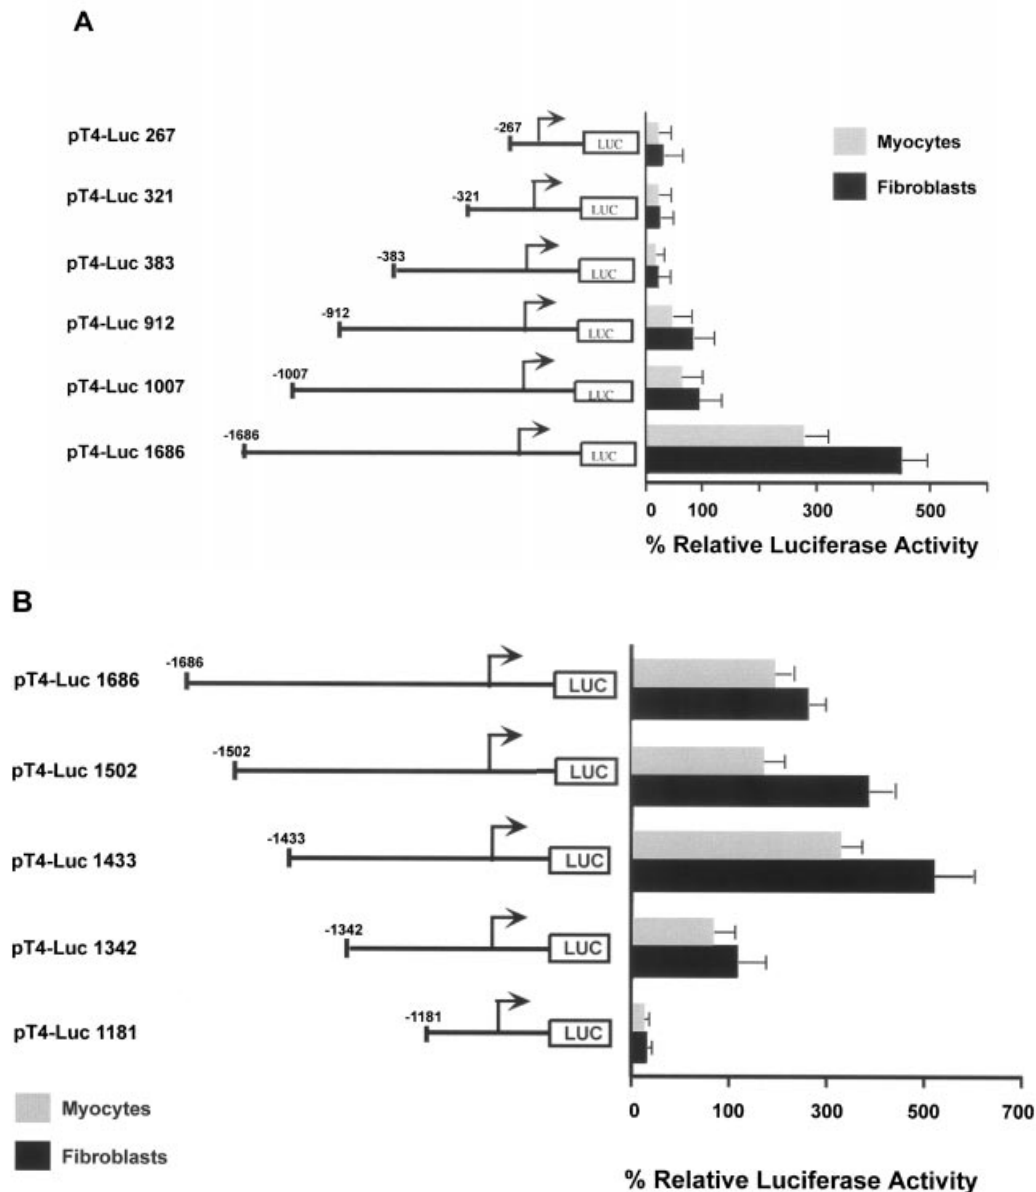 A
pT4-Luc 267
-267
LUC
pT4-Luc 321
-321
LUC
pT4-Luc 383
-383
LUC
pT4-Luc 912
-912
LUC
pT4-Luc 1007
-1007
LUC
pT4-Luc 1686
-1686
LUC
Myocytes
Fibroblasts
0 100 300 500
% Relative Luciferase Activity
B
pT4-Luc 1686
-1686
LUC
pT4-Luc 1502
-1502
LUC
pT4-Luc 1433
-1433
LUC
pT4-Luc 1342
-1342
LUC
pT4-Luc 1181
-1181
LUC
Myocytes
Fibroblasts
0 100 300 500 700
% Relative Luciferase Activity